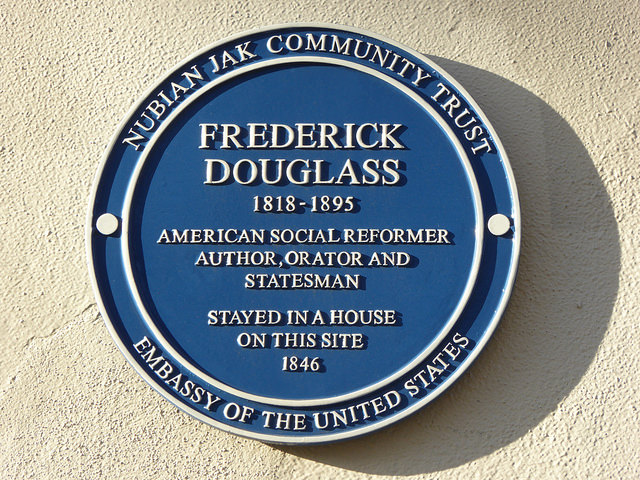 NUBIAN JAK COMMUNITY TRUST
FREDERICK
DOUGLASS
1818-1895
AMERICAN SOCIAL REFORMER
AUTHOR, ORATOR AND
STATESMAN
STAYED IN A HOUSE
ON THIS SITE
1846
EMBASSY OF THE UNITED STATES